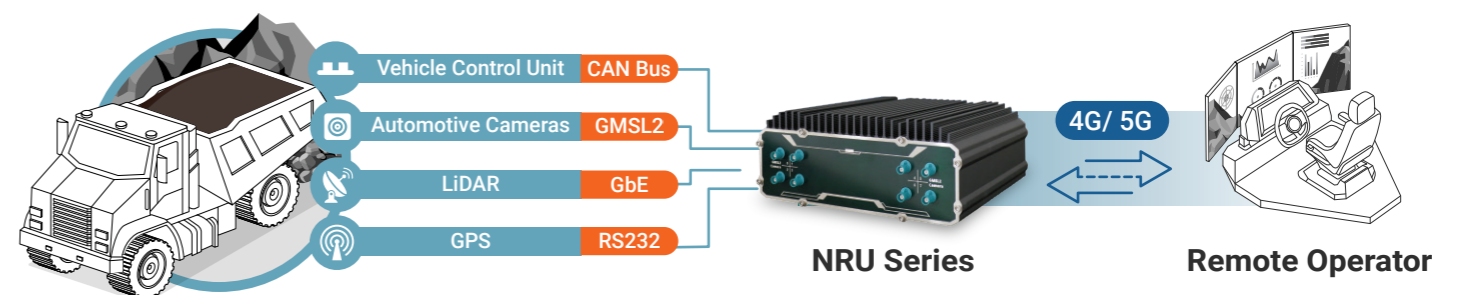 Vehicle Control Unit CAN Bus
Automotive Cameras GMSL2
LiDAR GbE
GPS RS232
4G/ 5G
NRU Series
Remote Operator